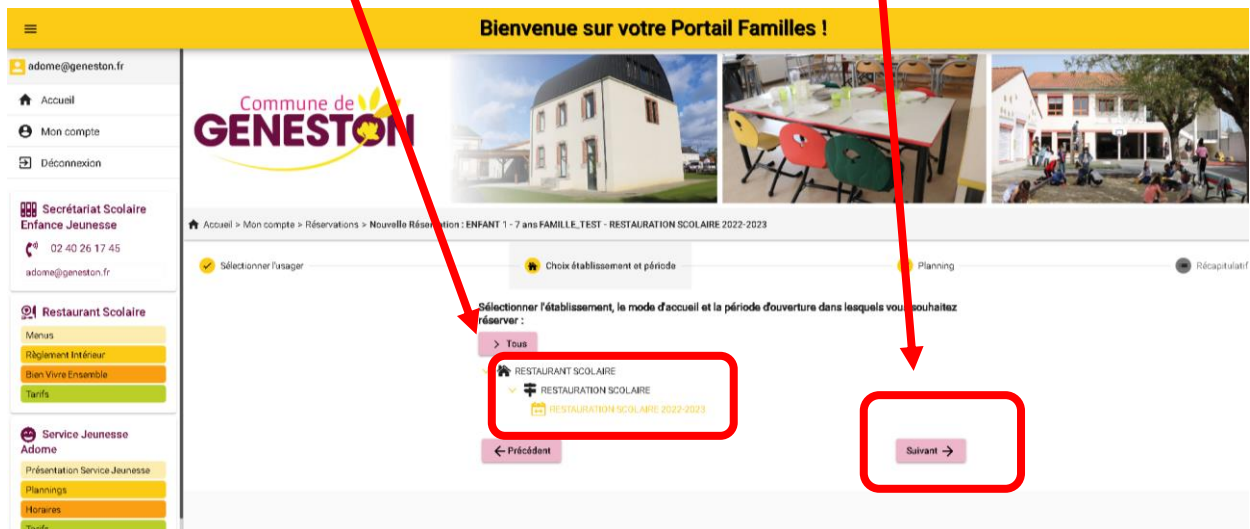 Bienvenue sur votre Portail Familles !
adome@geneston.fr
Accueil
Mon compte
Déconnexion
Secrétariat Scolaire
Enfance Jeunesse
02 40 26 17 45
adome@geneston.fr
Restaurant Scolaire
Menus
Règlement Intérieur
Bien Vivre Ensemble
Tarifs
Service Jeunesse
Adome
Présentation Service Jeunesse
Plannings
Horaires
Tarifs
Commune de
GENESTON
Accueil > Mon compte > Réservations > Nouvelle Réservation : ENFANT 1 - 7 ans FAMILLE_TEST - RESTAURATION SCOLAIRE 2022-2023
Sélectionner l'usager
Choix établissement et période
Planning
Récapitulatif
Sélectionner l'établissement, le mode d'accueil et la période d'ouverture dans lesquels vous souhaitez
réserver :
> Tous
RESTAURANT SCOLAIRE
RESTAURATION SCOLAIRE
RESTAURATION SCOLAIRE 2022-2023
← Précédent
Suivant →